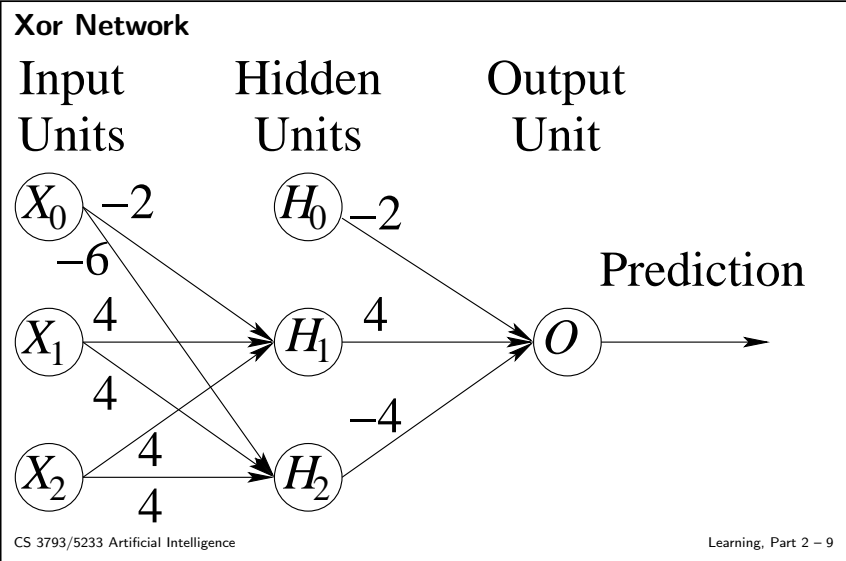 Xor Network
Input Hidden Output
Units Units Unit
X0 −2 H0 −2
−6 Prediction
X1 4 H1 4 O
4 −4
X2 4 H2
4
CS 3793/5233 Artificial Intelligence Learning, Part 2 – 9